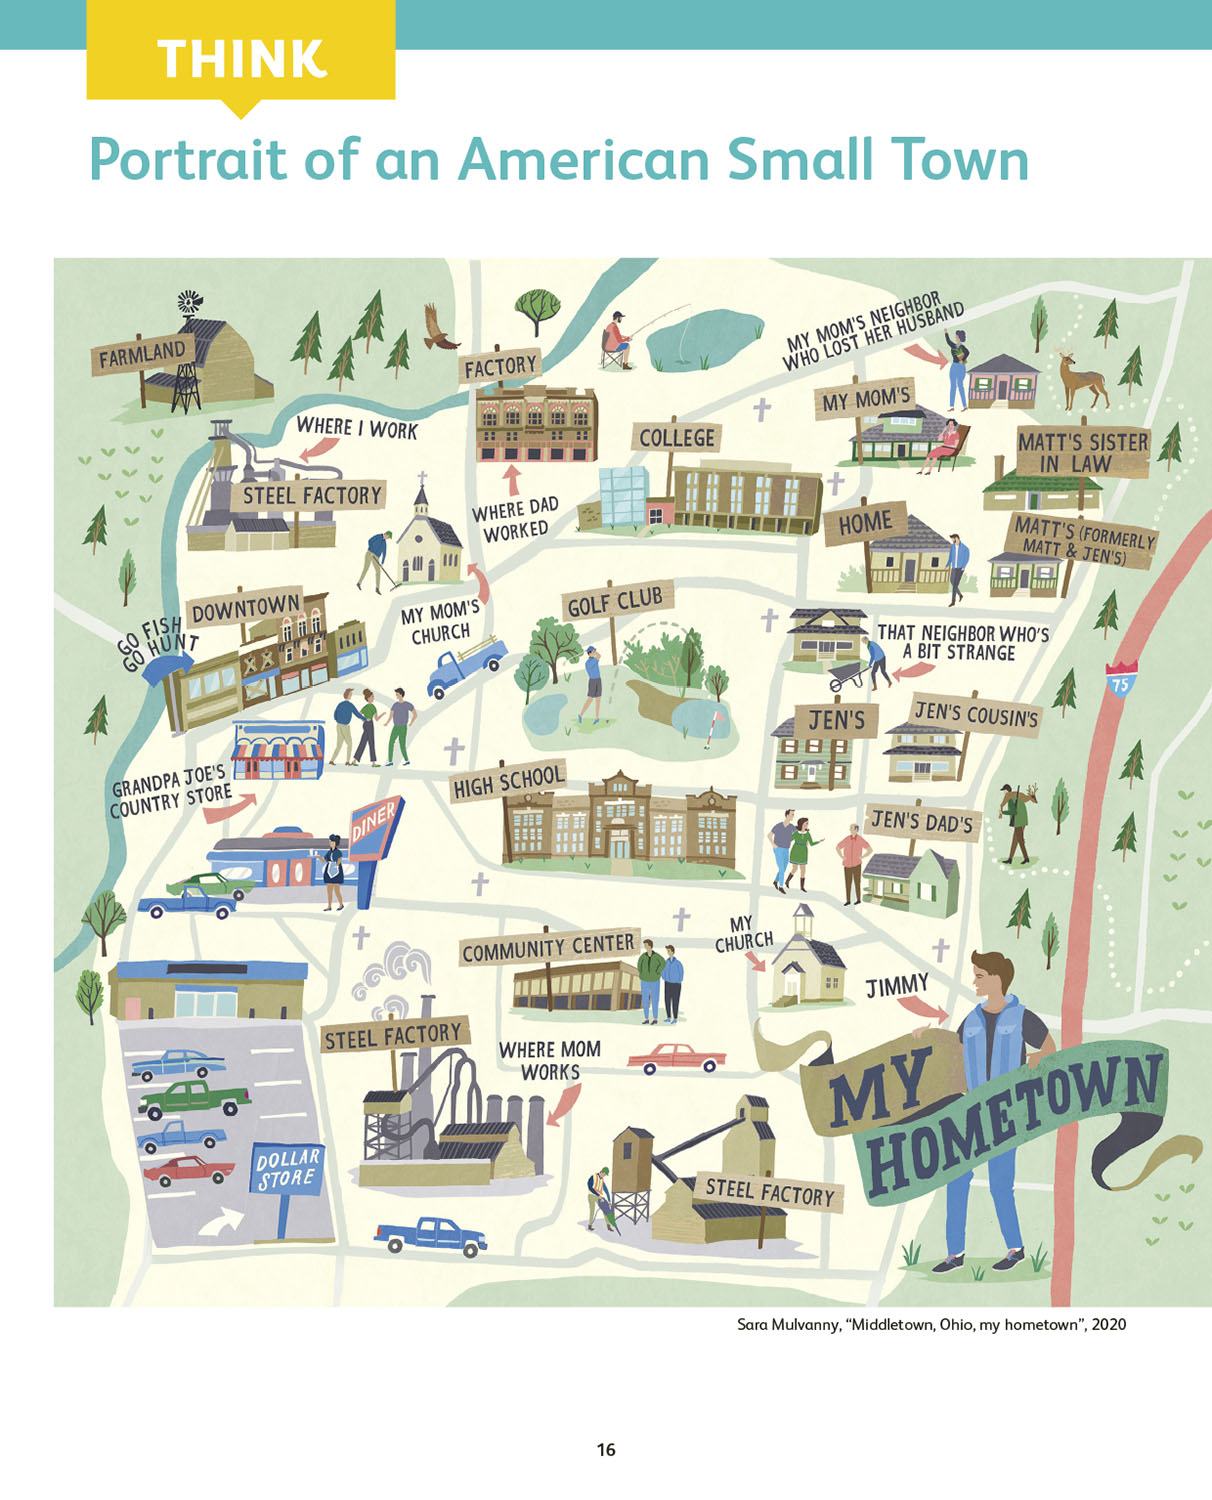 THINK
Portrait of an American Small Town
MY MOM'S NEIGHBOR
WHO LOST HER HUSBAND
FARMLAND
FACTORY
MY MOM'S
WHERE I WORK
COLLEGE
MATT'S SISTER
IN LAW
STEEL FACTORY
WHERE DAD
WORKED
HOME
MATT'S (FORMERLY
MATT & JEN'S)
DOWNTOWN
GO FISH
GO HUNT
MY MOM'S
CHURCH
GOLF CLUB
THAT NEIGHBOR WHO'S
A BIT STRANGE
75
JEN'S
JEN'S COUSIN'S
GRANDPA JOE'S
COUNTRY STORE
HIGH SCHOOL
DINER
JEN'S DAD'S
COMMUNITY CENTER
MY
CHURCH
JIMMY
STEEL FACTORY
WHERE MOM
WORKS
MY
HOMETOWN
DOLLAR
STORE
STEEL FACTORY
Sara Mulvanny, “Middletown, Ohio, my hometown”, 2020
16